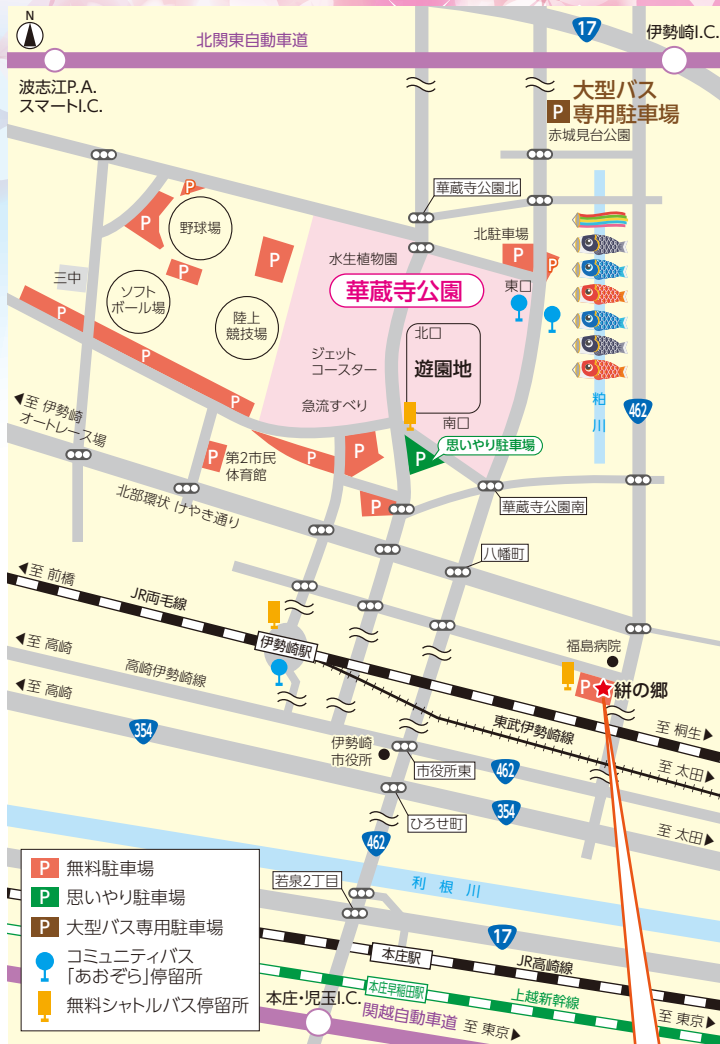 N
北関東自動車道
17
伊勢崎I.C.
波志江P.A.
スマートI.C.
P
大型バス
専用駐車場
赤城見台公園
華蔵寺公園北
P
P
野球場
北駐車場
P
P
P
P
水生植物園
東口
三中
華蔵寺公園
ソフト
ボール場
P
陸上
競技場
北口
遊園地
ジェット
コースター
P
粕川
462
急流すべり
南口
P
◀至 伊勢崎
オートレース場
思いやり駐車場
P
第2市民
体育館
P
P
P
P
北部環状 けやき通り
華蔵寺公園南
八幡町
◀至 前橋
JR両毛線
伊勢崎駅
福島病院
◀至 高崎
高崎伊勢崎線
P
絣の郷
◀至 高崎
東武伊勢崎線
至 桐生▶
354
伊勢崎
市役所
市役所東
462
至 太田▶
354
ひろせ町
至 太田▶
462
P 無料駐車場
P 思いやり駐車場
P 大型バス専用駐車場
コミュニティバス
「あおぞら」停留所
無料シャトルバス停留所
若泉2丁目
利根川
17
本庄駅
JR高崎線
本庄早稲田駅
上越新幹線
本庄・児玉I.C.
関越自動車道
至 東京▶
至 東京▶